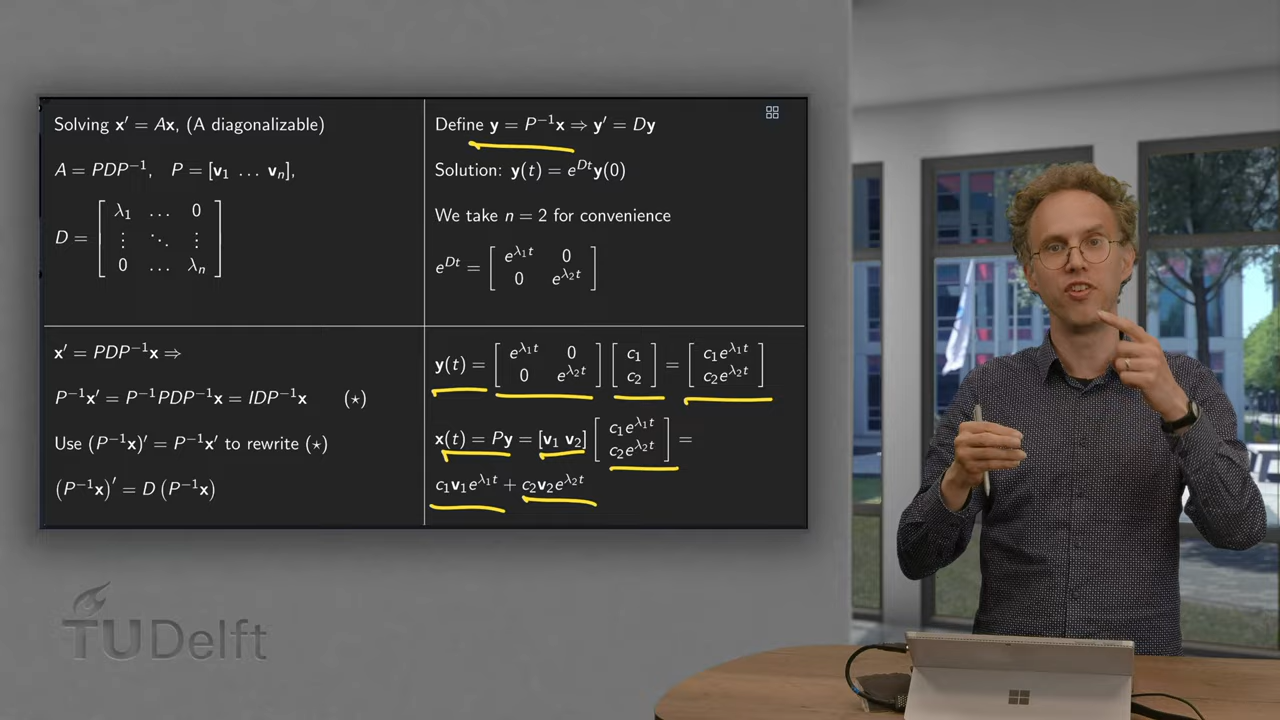 Solving x′ = Ax, (A diagonalizable)
A = PDP⁻¹, P = [v₁ … vₙ],
D = [ λ₁ … 0
⋮ ⋱ ⋮
0 … λₙ ]
Define y = P⁻¹x ⇒ y′ = Dy
Solution: y(t) = e^{Dt}y(0)
We take n = 2 for convenience
e^{Dt} = [ e^{λ₁t} 0
0 e^{λ₂t} ]
x′ = PDP⁻¹x ⇒
P⁻¹x′ = P⁻¹PDP⁻¹x = IDP⁻¹x (⋆)
Use (P⁻¹x)′ = P⁻¹x′ to rewrite (⋆)
(P⁻¹x)′ = D (P⁻¹x)
y(t) = [ e^{λ₁t} 0 ; 0 e^{λ₂t} ] [ c₁ ; c₂ ] = [ c₁e^{λ₁t} ; c₂e^{λ₂t} ]
x(t) = Py = [v₁ v₂] [ c₁e^{λ₁t} ; c₂e^{λ₂t} ] =
c₁v₁e^{λ₁t} + c₂v₂e^{λ₂t}
TUDelft